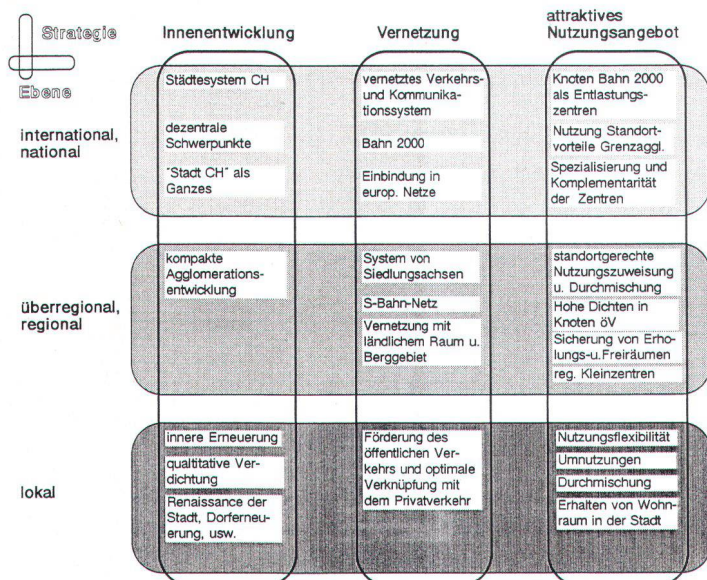 Strategie
Ebene
Innenentwicklung
Vernetzung
attraktives
Nutzungsangebot
international,
national
Städtesystem CH
dezentrale
Schwerpunkte
"Stadt CH" als
Ganzes
vernetztes Verkehrs-
und Kommunika-
tionssystem
Bahn 2000
Einbindung in
europ. Netze
Knoten Bahn 2000
als Entlastungs-
zentren
Nutzung Standort-
vorteile Grenzaggl.
Spezialisierung und
Komplementarität
der Zentren
überregional,
regional
kompakte
Agglomerations-
entwicklung
System von
Siedlungsachsen
S-Bahn-Netz
Vernetzung mit
ländlichem Raum u.
Berggebiet
standortgerechte
Nutzungszuweisung
u. Durchmischung
Hohe Dichten in
Knoten öV
Sicherung von Erho-
lungs-u.Freiräumen
reg. Kleinzentren
lokal
innere Erneuerung
qualtitative Ver-
dichtung
Renaissance der
Stadt, Dorferneu-
erung, usw.
Förderung des
öffentlichen Ver-
kehrs und optimale
Verknüpfung mit
dem Privatverkehr
Nutzungsflexibilität
Umnutzungen
Durchmischung
Erhalten von Wohn-
raum in der Stadt